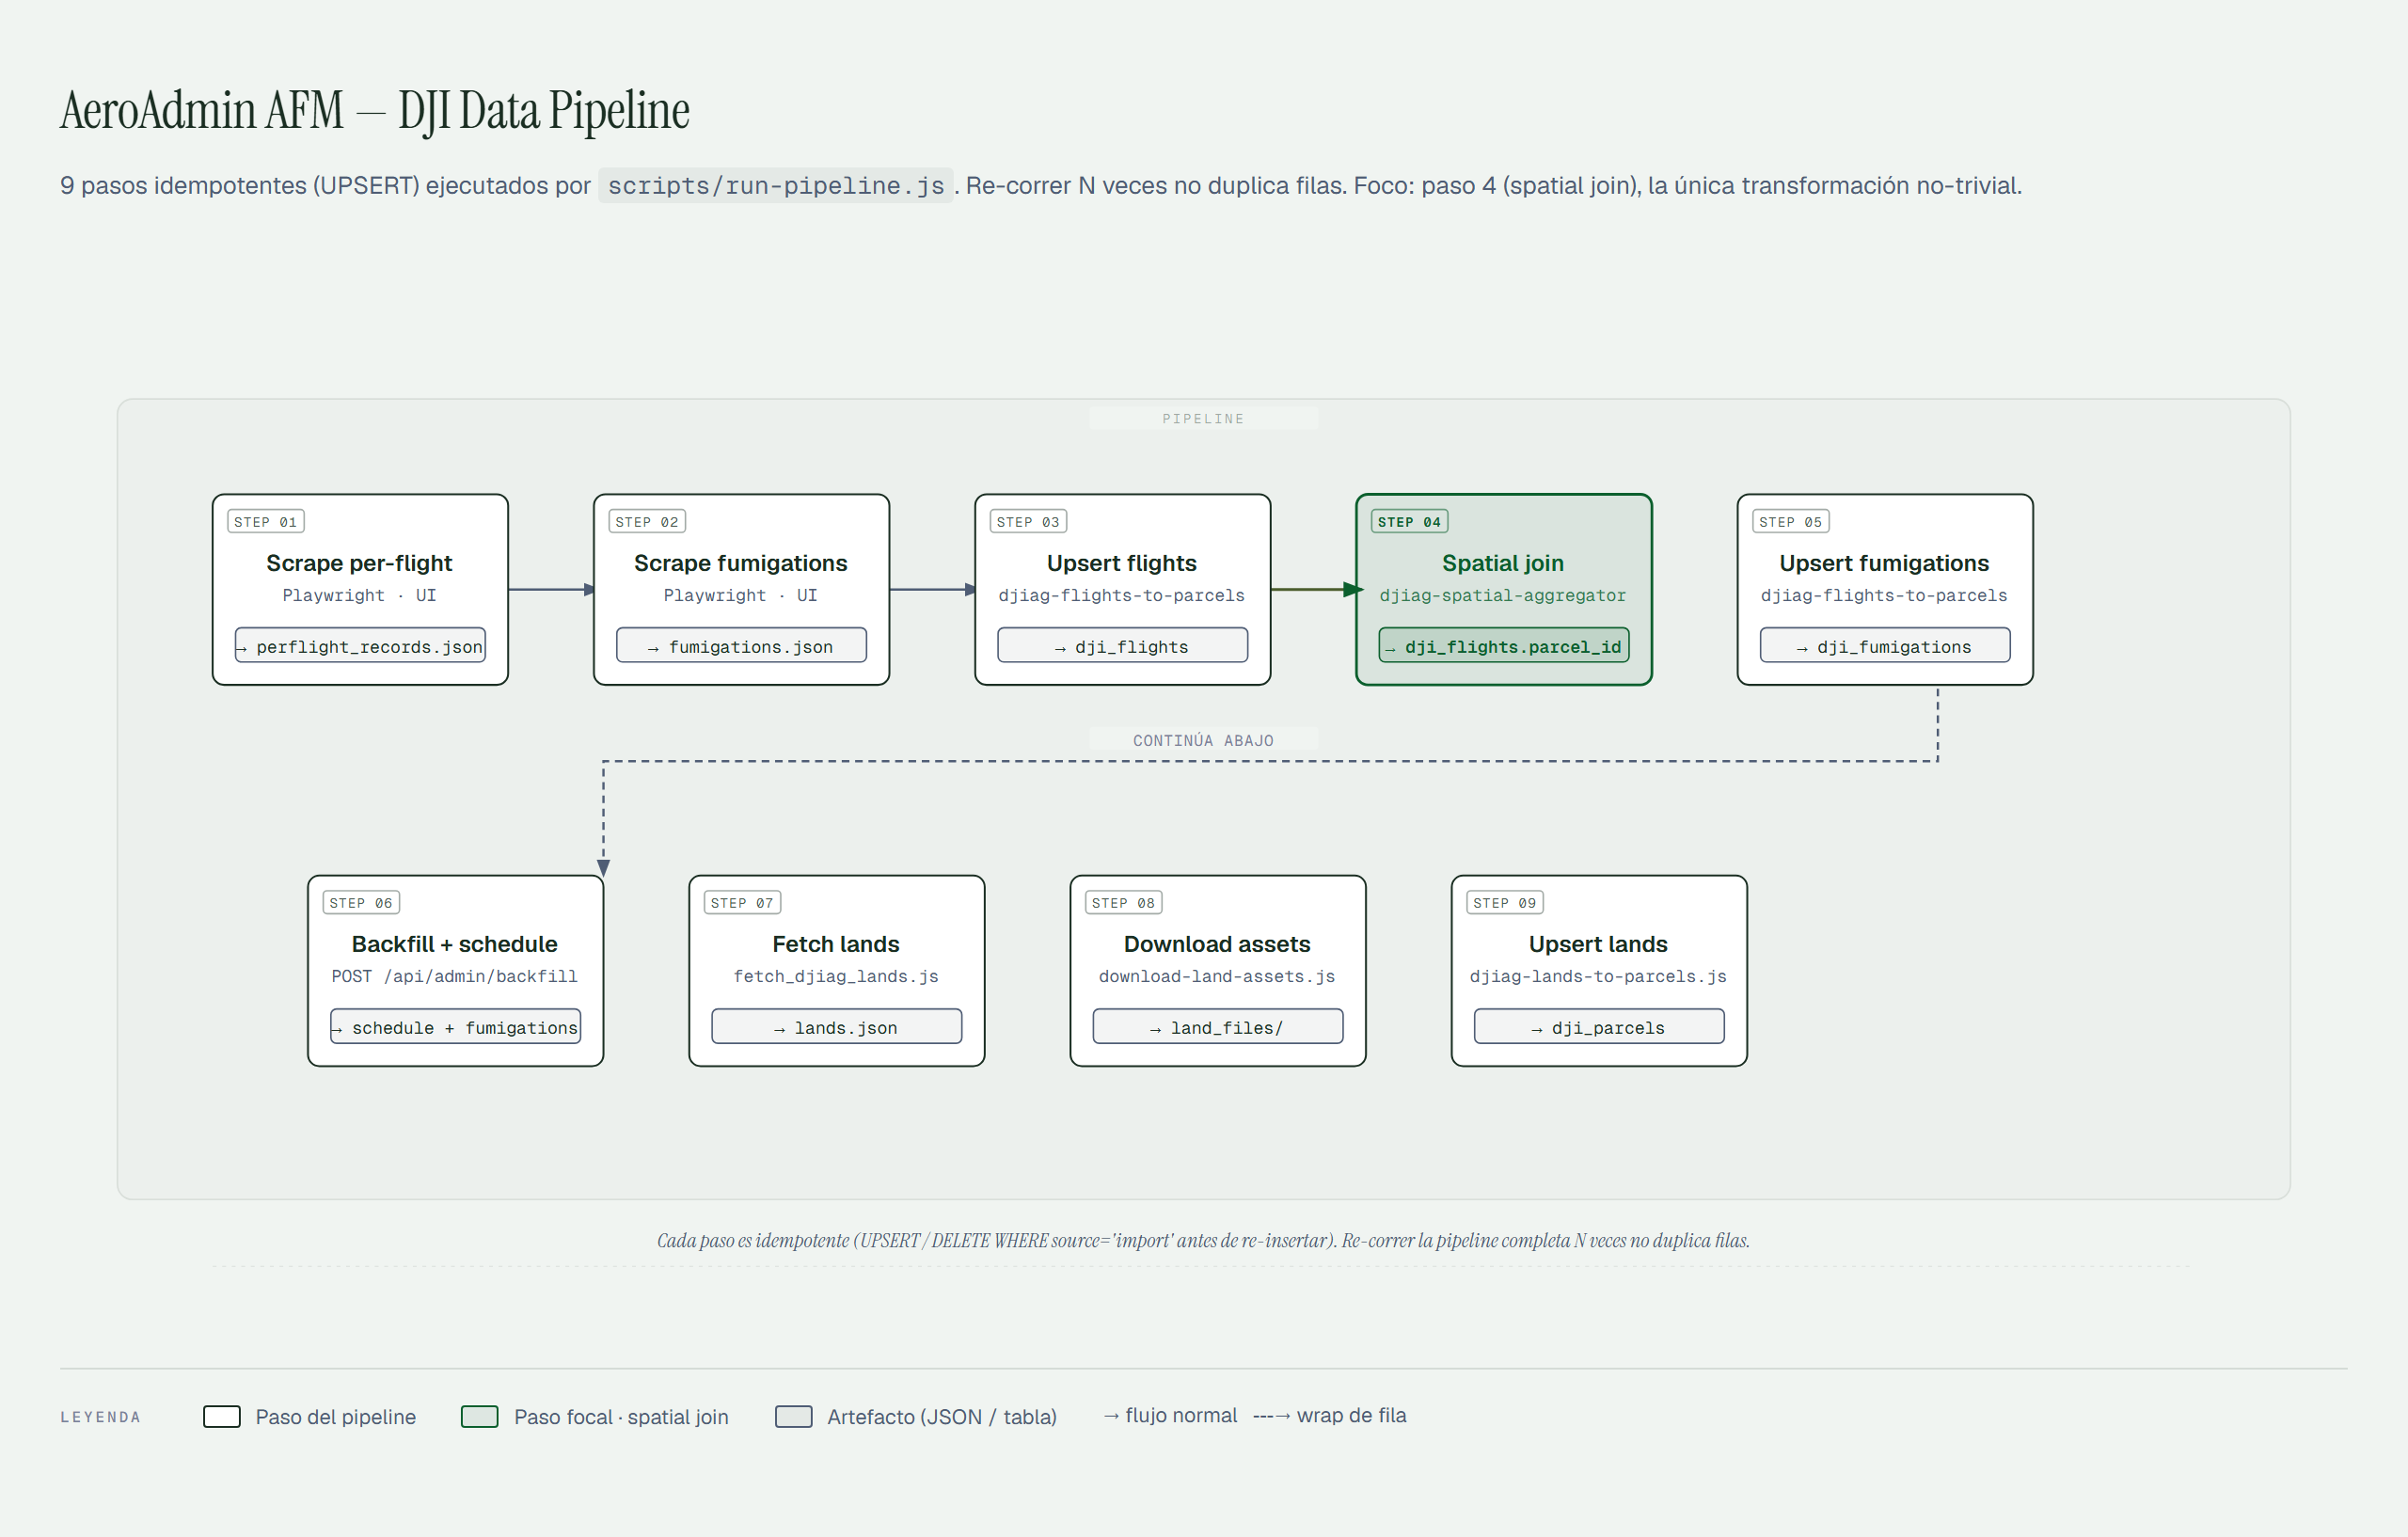 AeroAdmin AFM — DJI Data Pipeline
9 pasos idempotentes (UPSERT) ejecutados por scripts/run-pipeline.js. Re-correr N veces no duplica filas. Foco: paso 4 (spatial join), la única transformación no-trivial.
PIPELINE
STEP 01
Scrape per-flight
Playwright · UI
→ perflight_records.json
STEP 02
Scrape fumigations
Playwright · UI
→ fumigations.json
STEP 03
Upsert flights
djiag-flights-to-parcels
→ dji_flights
STEP 04
Spatial join
djiag-spatial-aggregator
→ dji_flights.parcel_id
STEP 05
Upsert fumigations
djiag-flights-to-parcels
→ dji_fumigations
CONTINÚA ABAJO
STEP 06
Backfill + schedule
POST /api/admin/backfill
→ schedule + fumigations
STEP 07
Fetch lands
fetch_djiag_lands.js
→ lands.json
STEP 08
Download assets
download-land-assets.js
→ land_files/
STEP 09
Upsert lands
djiag-lands-to-parcels.js
→ dji_parcels
Cada paso es idempotente (UPSERT / DELETE WHERE source='import' antes de re-insertar). Re-correr la pipeline completa N veces no duplica filas.
LEYENDA
Paso del pipeline
Paso focal · spatial join
Artefacto (JSON / tabla)
→ flujo normal ---→ wrap de fila